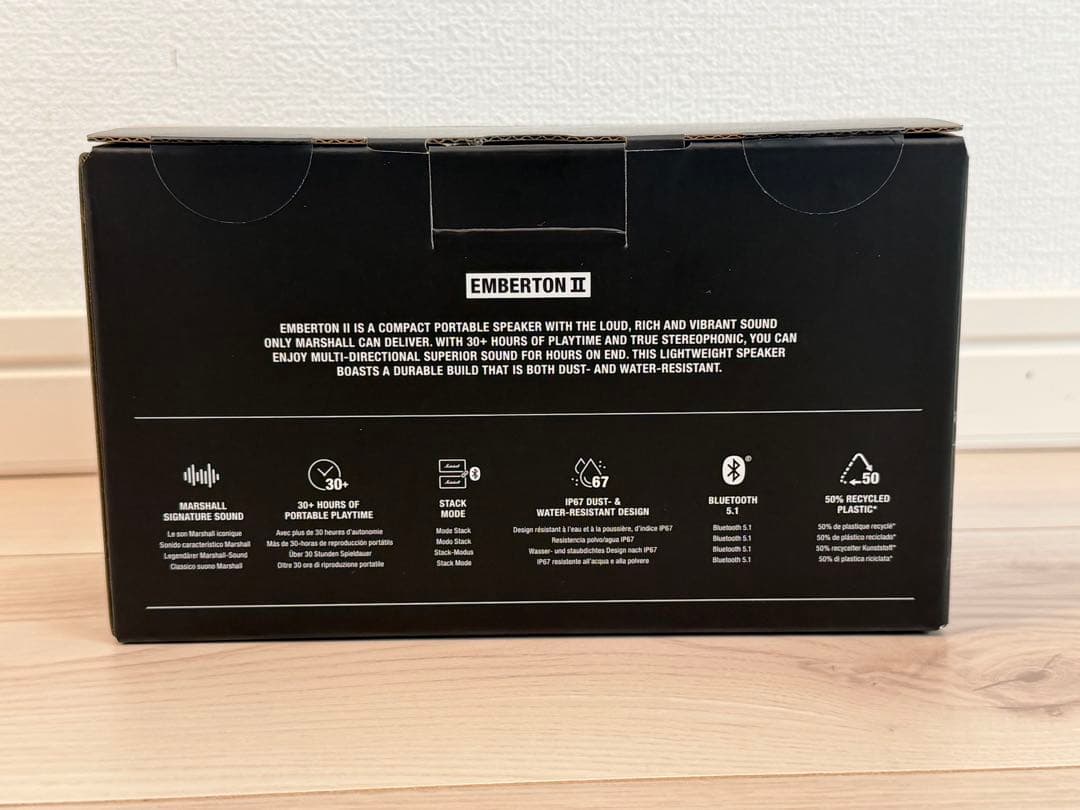 EMBERTON II
EMBERTON II IS A COMPACT PORTABLE SPEAKER WITH THE LOUD, RICH AND VIBRANT SOUND
ONLY MARSHALL CAN DELIVER. WITH 30+ HOURS OF PLAYTIME AND TRUE STEREOPHONIC, YOU CAN
ENJOY MULTI-DIRECTIONAL SUPERIOR SOUND FOR HOURS ON END. THIS LIGHTWEIGHT SPEAKER
BOASTS A DURABLE BUILD THAT IS BOTH DUST- AND WATER-RESISTANT.
MARSHALL
SIGNATURE SOUND
Le son Marshall iconique
Sonido característico Marshall
Legendärer Marshall-Sound
Classico suono Marshall
30+
30+ HOURS OF
PORTABLE PLAYTIME
Avec plus de 30 heures d'autonomie
Más de 30-horas de reproducción portátils
Über 30 Stunden Spieldauer
Oltre 30 ore di riproduzione portatile
Marshall
Marshall
STACK
MODE
Mode Stack
Modo Stack
Stack-Modus
Stack Mode
67
IP67 DUST- &
WATER-RESISTANT DESIGN
Design résistant à l'eau et à la poussière, d'indice IP67
Resistencia polvo/agua IP67
Wasser- und staubdichtes Design nach IP67
IP67 resistente all'acqua e alla polvere
®
BLUETOOTH
5.1
Bluetooth 5.1
Bluetooth 5.1
Bluetooth 5.1
Bluetooth 5.1
50
50% RECYCLED
PLASTIC*
50% de plastique recyclé*
50% de plástico reciclado*
50% recycelter Kunststoff*
50% di plastica riciclata*